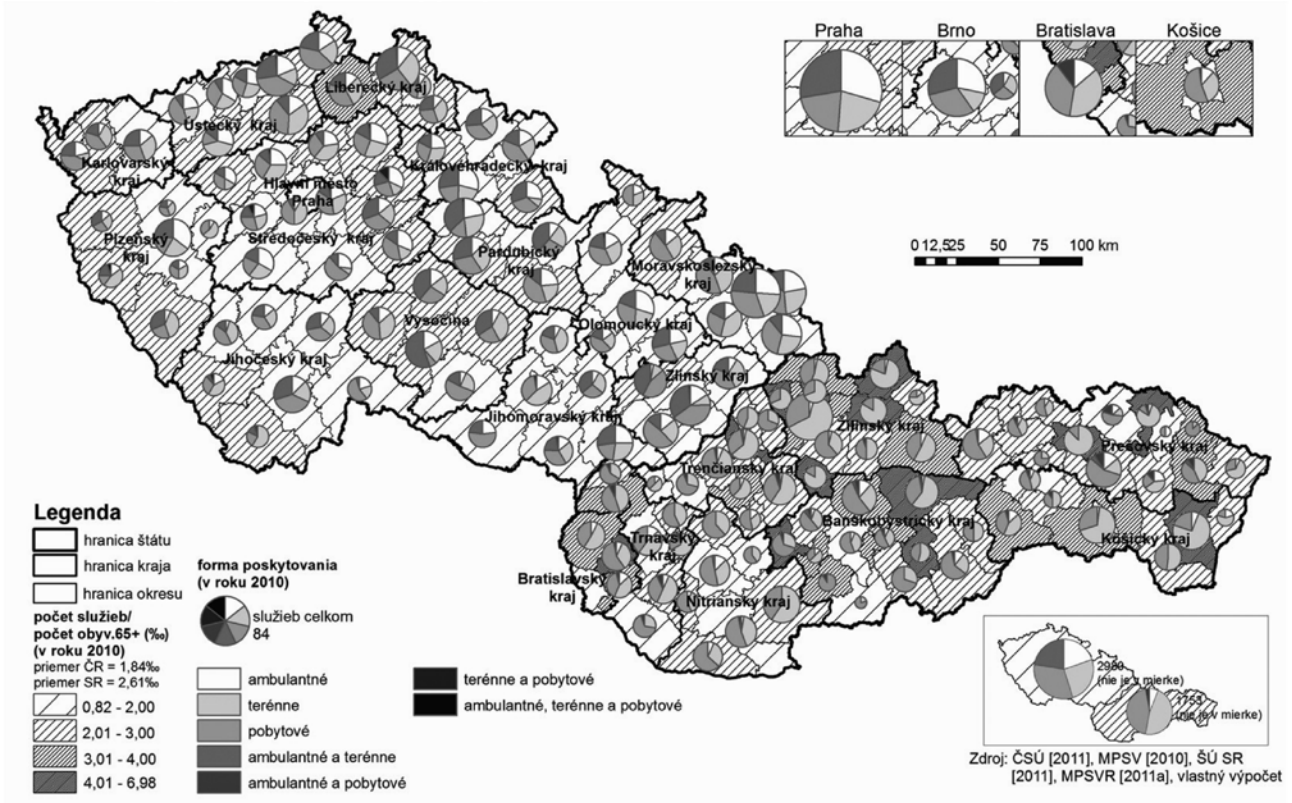 Praha
Brno
Bratislava
Košice
Liberecký kraj
Ústecký kraj
Karlovarský
kraj
Královéhradecký kraj
Hlavní město
Praha
Středočeský kraj
Plzeňský
kraj
Pardubický
kraj
Moravskoslezský
kraj
Vysočina
Olomoucký kraj
Jihočeský kraj
Zlínský kraj
Jihomoravský kraj
Žilinský kraj
Prešovský kraj
Trenčiansky kraj
Banskobystrický kraj
Košický kraj
Trnavský
kraj
Bratislavský
kraj
Nitriansky kraj
0 12,5 25 50 75 100 km
Legenda
hranica štátu
hranica kraja
hranica okresu
počet služieb/
počet obyv.65+ (‰)
(v roku 2010)
priemer ČR = 1,84‰
priemer SR = 2,61‰
0,82 - 2,00
2,01 - 3,00
3,01 - 4,00
4,01 - 6,98
forma poskytovania
(v roku 2010)
služieb celkom
84
ambulantné
terénne
pobytové
ambulantné a terénne
ambulantné a pobytové
terénne a pobytové
ambulantné, terénne a pobytové
2980
(nie je v mierke)
1753
(nie je v mierke)
Zdroj: ČSÚ [2011], MPSV [2010], ŠÚ SR
[2011], MPSVR [2011a], vlastný výpočet